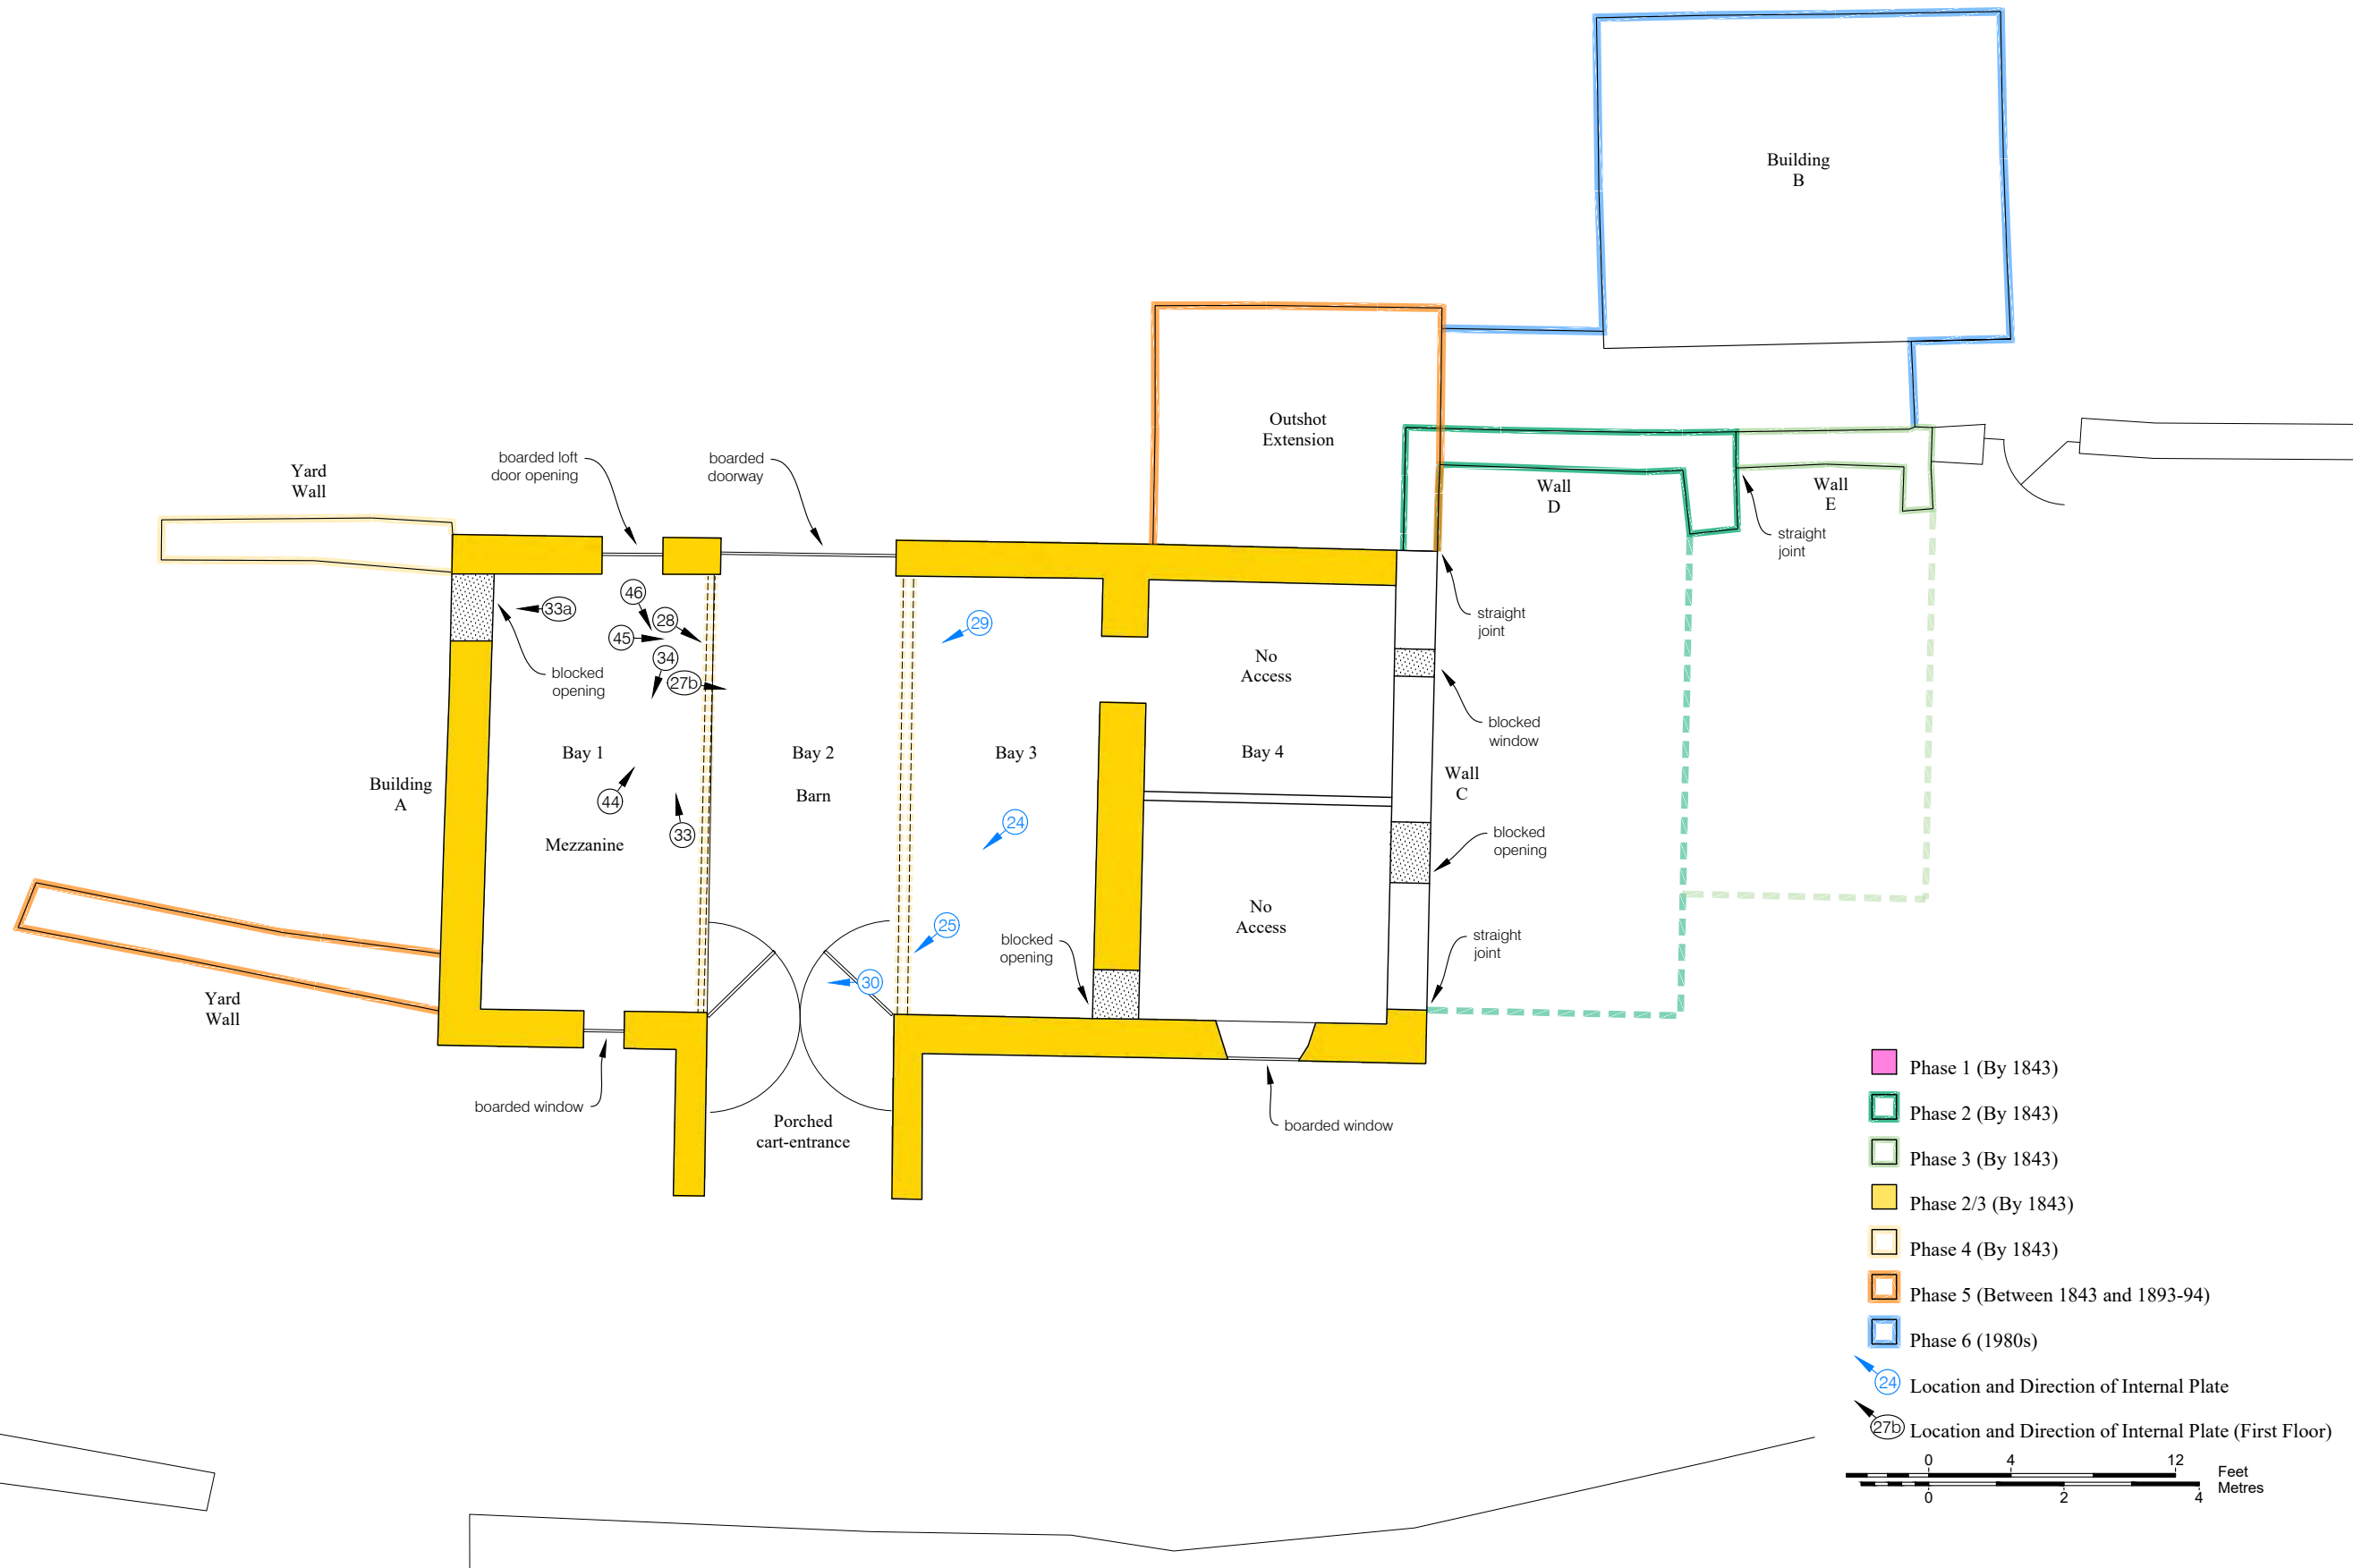 Building
B
Outshot
Extension
Yard
Wall
boarded loft
door opening
boarded
doorway
Wall
D
Wall
E
straight
joint
46
33a
28
45
34
27b
29
straight
joint
blocked
opening
No
Access
blocked
window
Bay 1
Bay 2
Bay 3
Bay 4
Building
A
Barn
Wall
C
44
33
24
Mezzanine
blocked
opening
No
Access
25
blocked
opening
straight
joint
30
Yard
Wall
boarded window
Porched
cart-entrance
boarded window
Phase 1 (By 1843)
Phase 2 (By 1843)
Phase 3 (By 1843)
Phase 2/3 (By 1843)
Phase 4 (By 1843)
Phase 5 (Between 1843 and 1893-94)
Phase 6 (1980s)
24 Location and Direction of Internal Plate
27b Location and Direction of Internal Plate (First Floor)
0 4 12
Feet
Metres
0 2 4